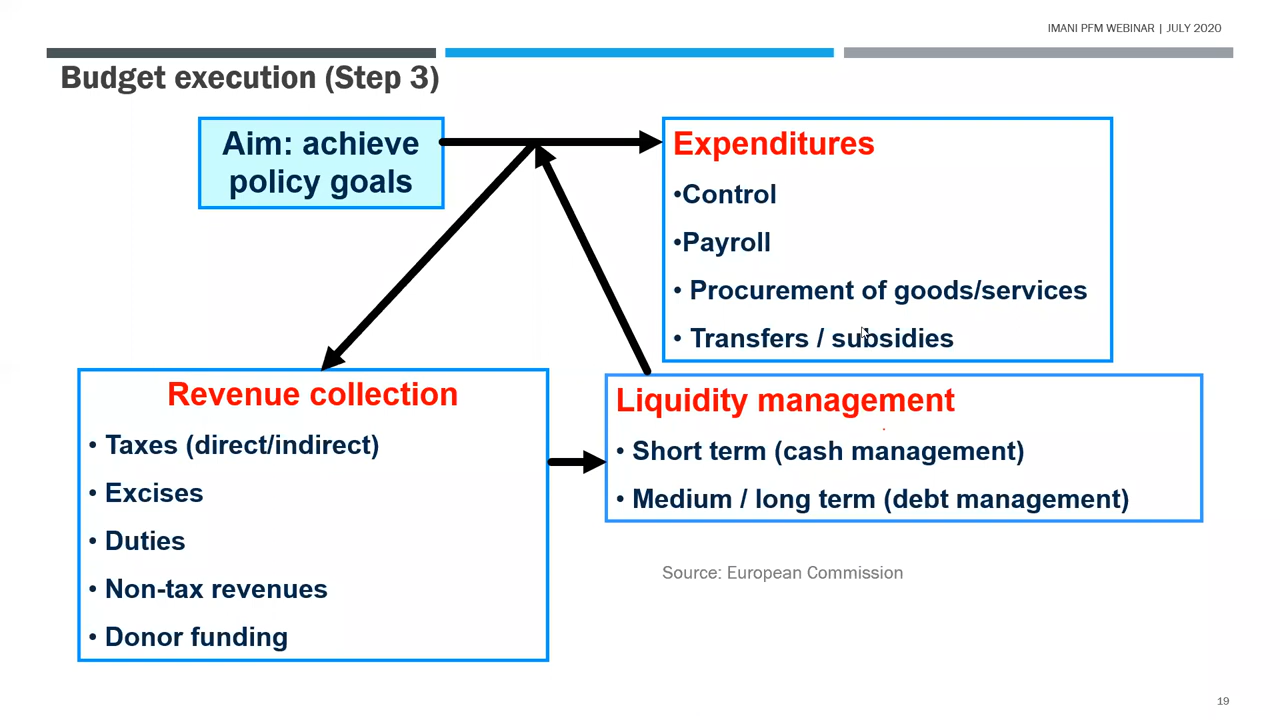 IMANI PFM WEBINAR | JULY 2020
Budget execution (Step 3)
Aim: achieve
policy goals
Expenditures
•Control
•Payroll
• Procurement of goods/services
• Transfers / subsidies
Revenue collection
• Taxes (direct/indirect)
• Excises
• Duties
• Non-tax revenues
• Donor funding
Liquidity management
• Short term (cash management)
• Medium / long term (debt management)
Source: European Commission
19